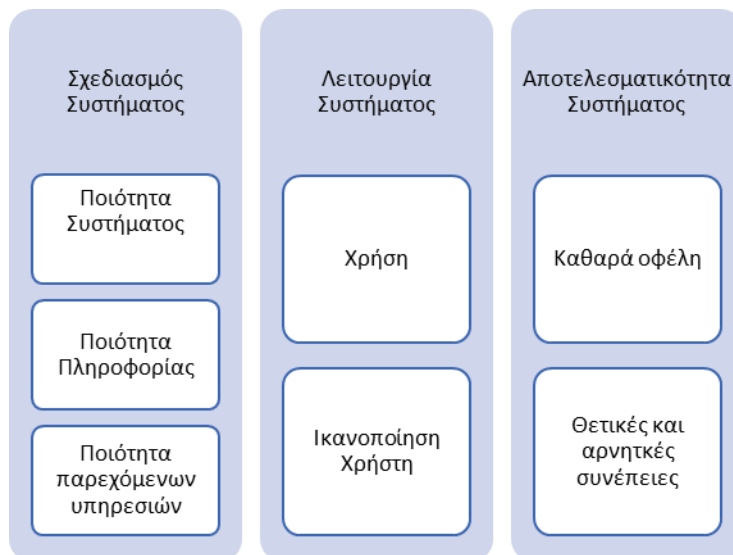 Σχεδιασμός
Συστήματος
Ποιότητα
Συστήματος
Ποιότητα
Πληροφορίας
Ποιότητα
παρεχόμενων
υπηρεσιών
Λειτουργία
Συστήματος
Χρήση
Ικανοποίηση
Χρήστη
Αποτελεσματικότητα
Συστήματος
Καθαρά οφέλη
Θετικές και
αρνητκές
συνέπειες